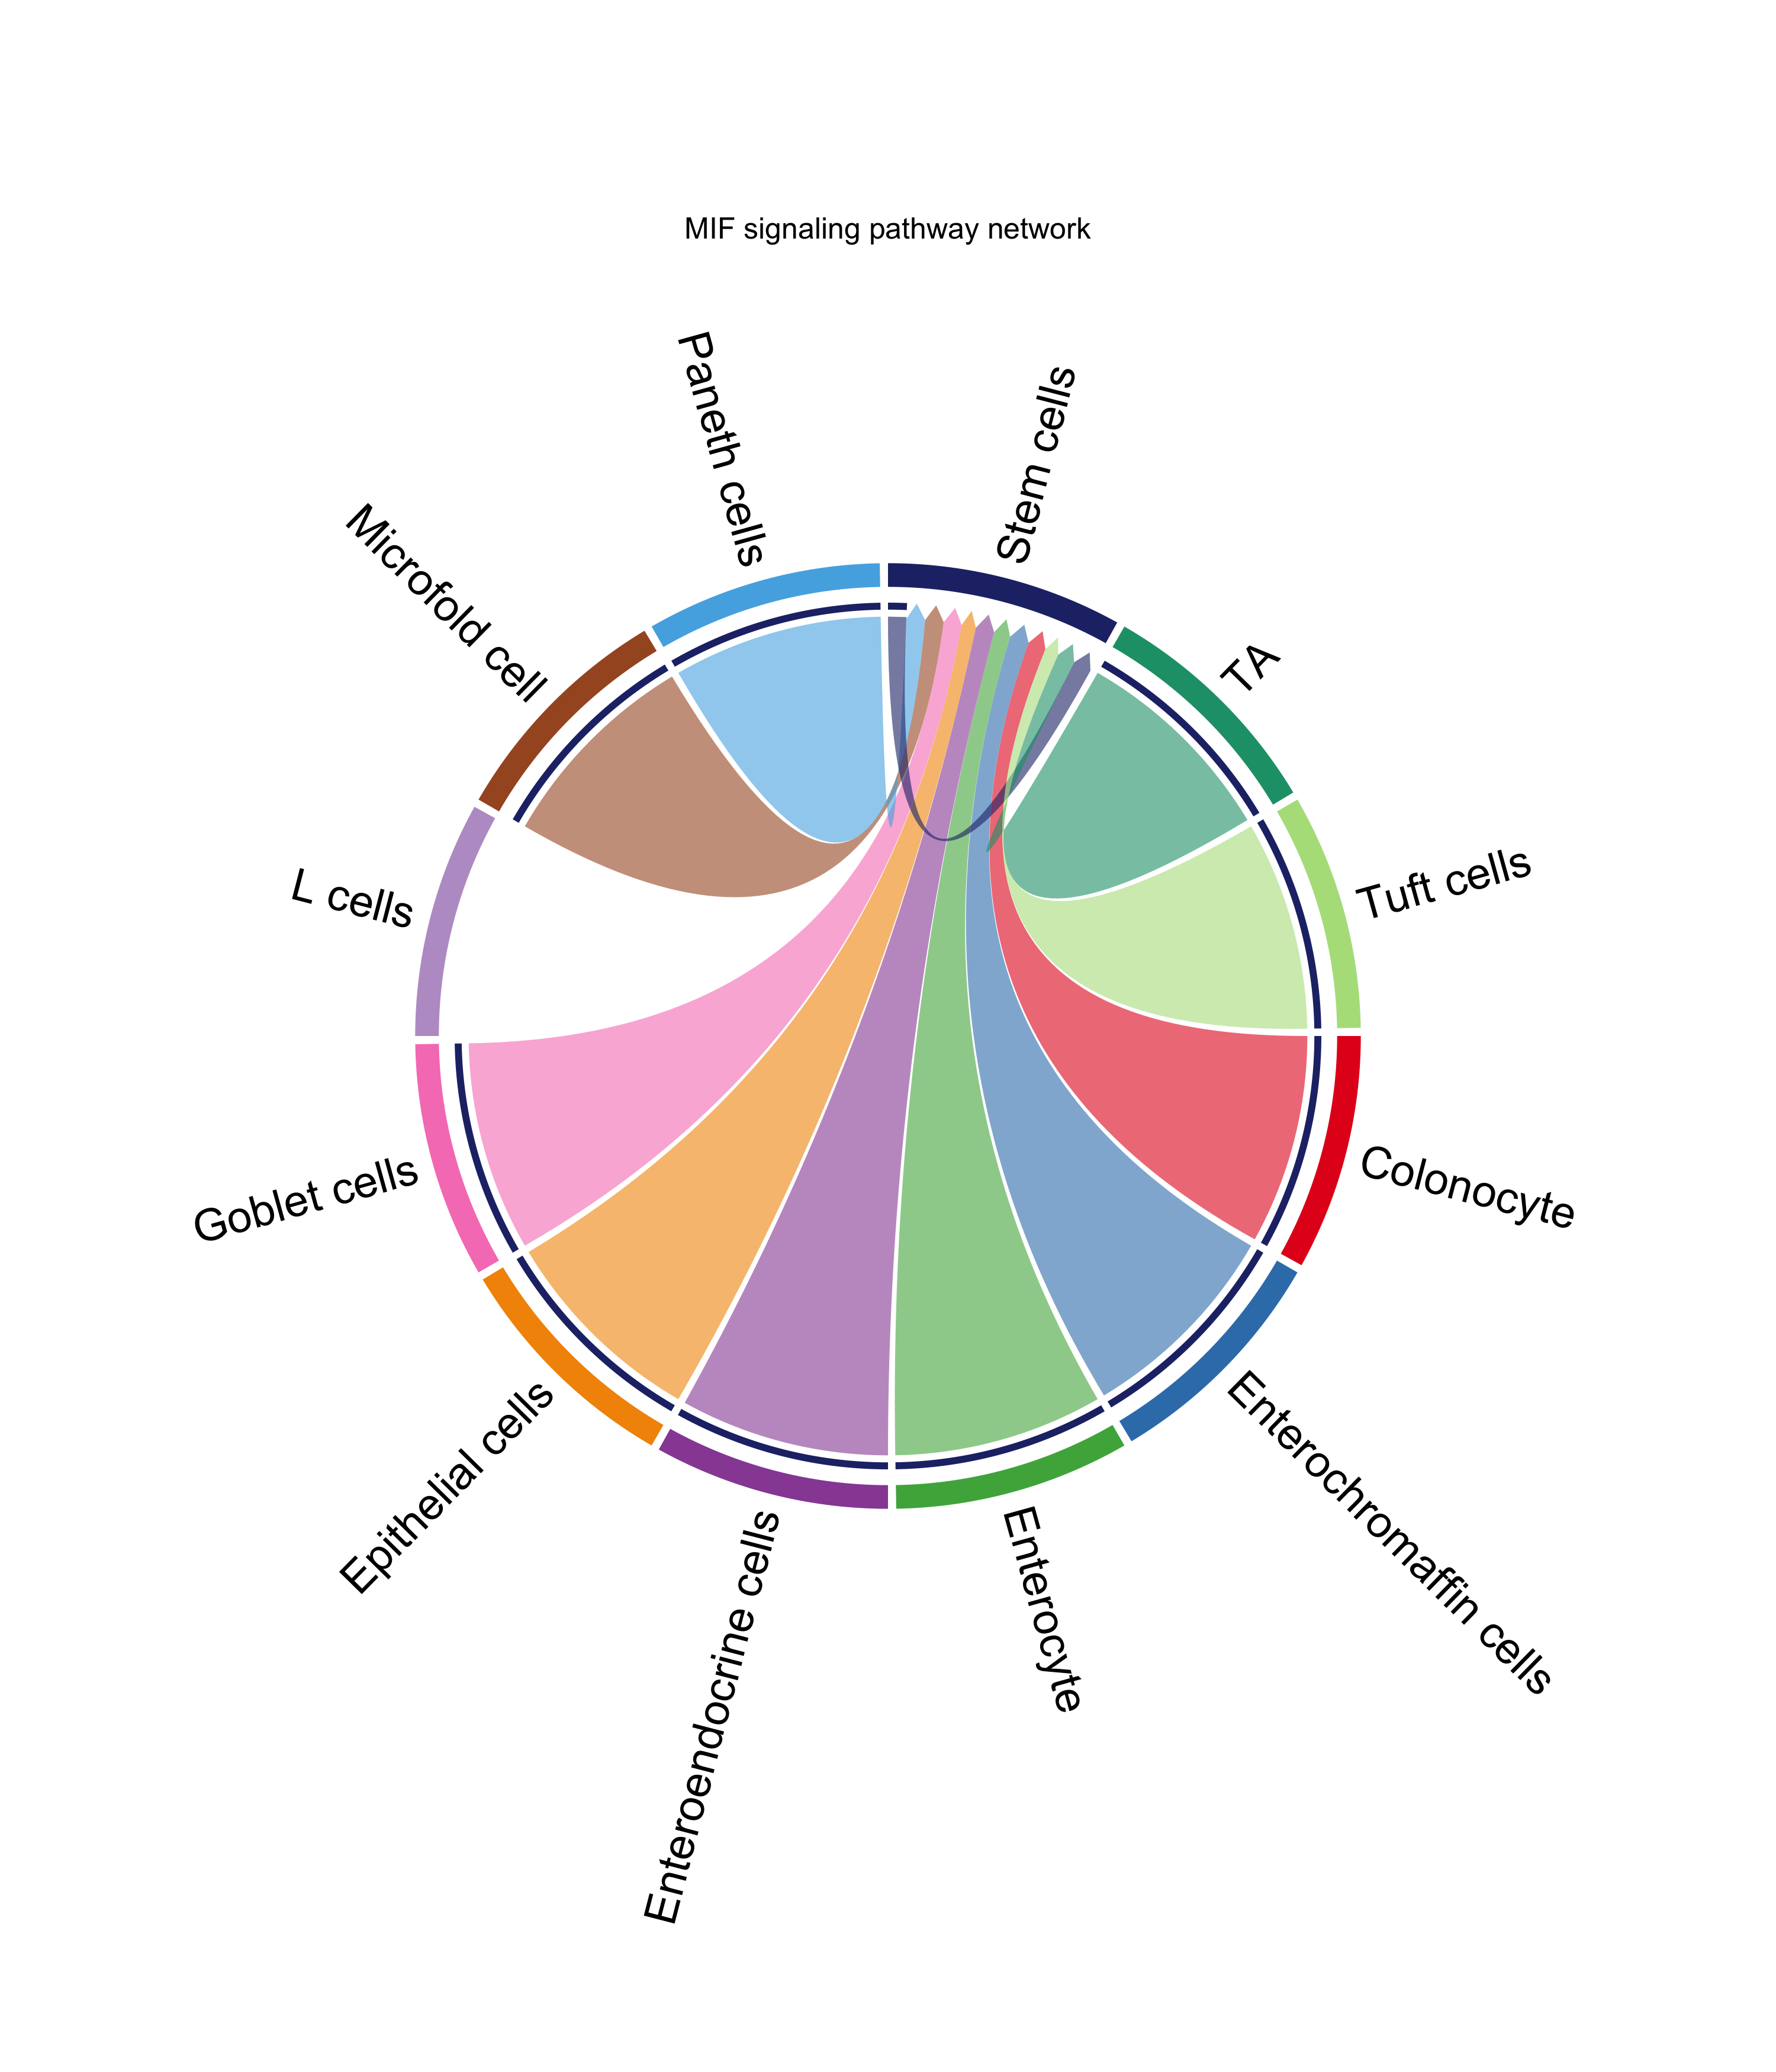 MIF signaling pathway network
Paneth cells
Stem cells
Microfold cell
TA
L cells
Tuft cells
Goblet cells
Colonocyte
Epithelial cells
Enterochromaffin cells
Enteroendocrine cells
Enterocyte